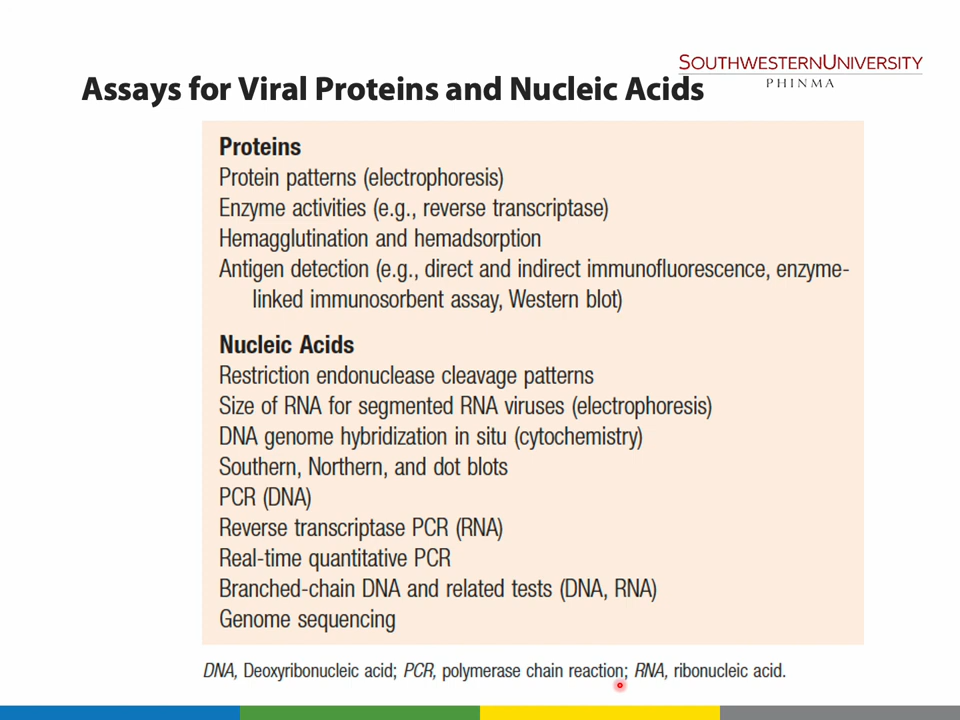 SOUTHWESTERN UNIVERSITY
PHINMA
Assays for Viral Proteins and Nucleic Acids
Proteins
Protein patterns (electrophoresis)
Enzyme activities (e.g., reverse transcriptase)
Hemagglutination and hemadsorption
Antigen detection (e.g., direct and indirect immunofluorescence, enzyme-
linked immunosorbent assay, Western blot)
Nucleic Acids
Restriction endonuclease cleavage patterns
Size of RNA for segmented RNA viruses (electrophoresis)
DNA genome hybridization in situ (cytochemistry)
Southern, Northern, and dot blots
PCR (DNA)
Reverse transcriptase PCR (RNA)
Real-time quantitative PCR
Branched-chain DNA and related tests (DNA, RNA)
Genome sequencing
DNA, Deoxyribonucleic acid; PCR, polymerase chain reaction; RNA, ribonucleic acid.